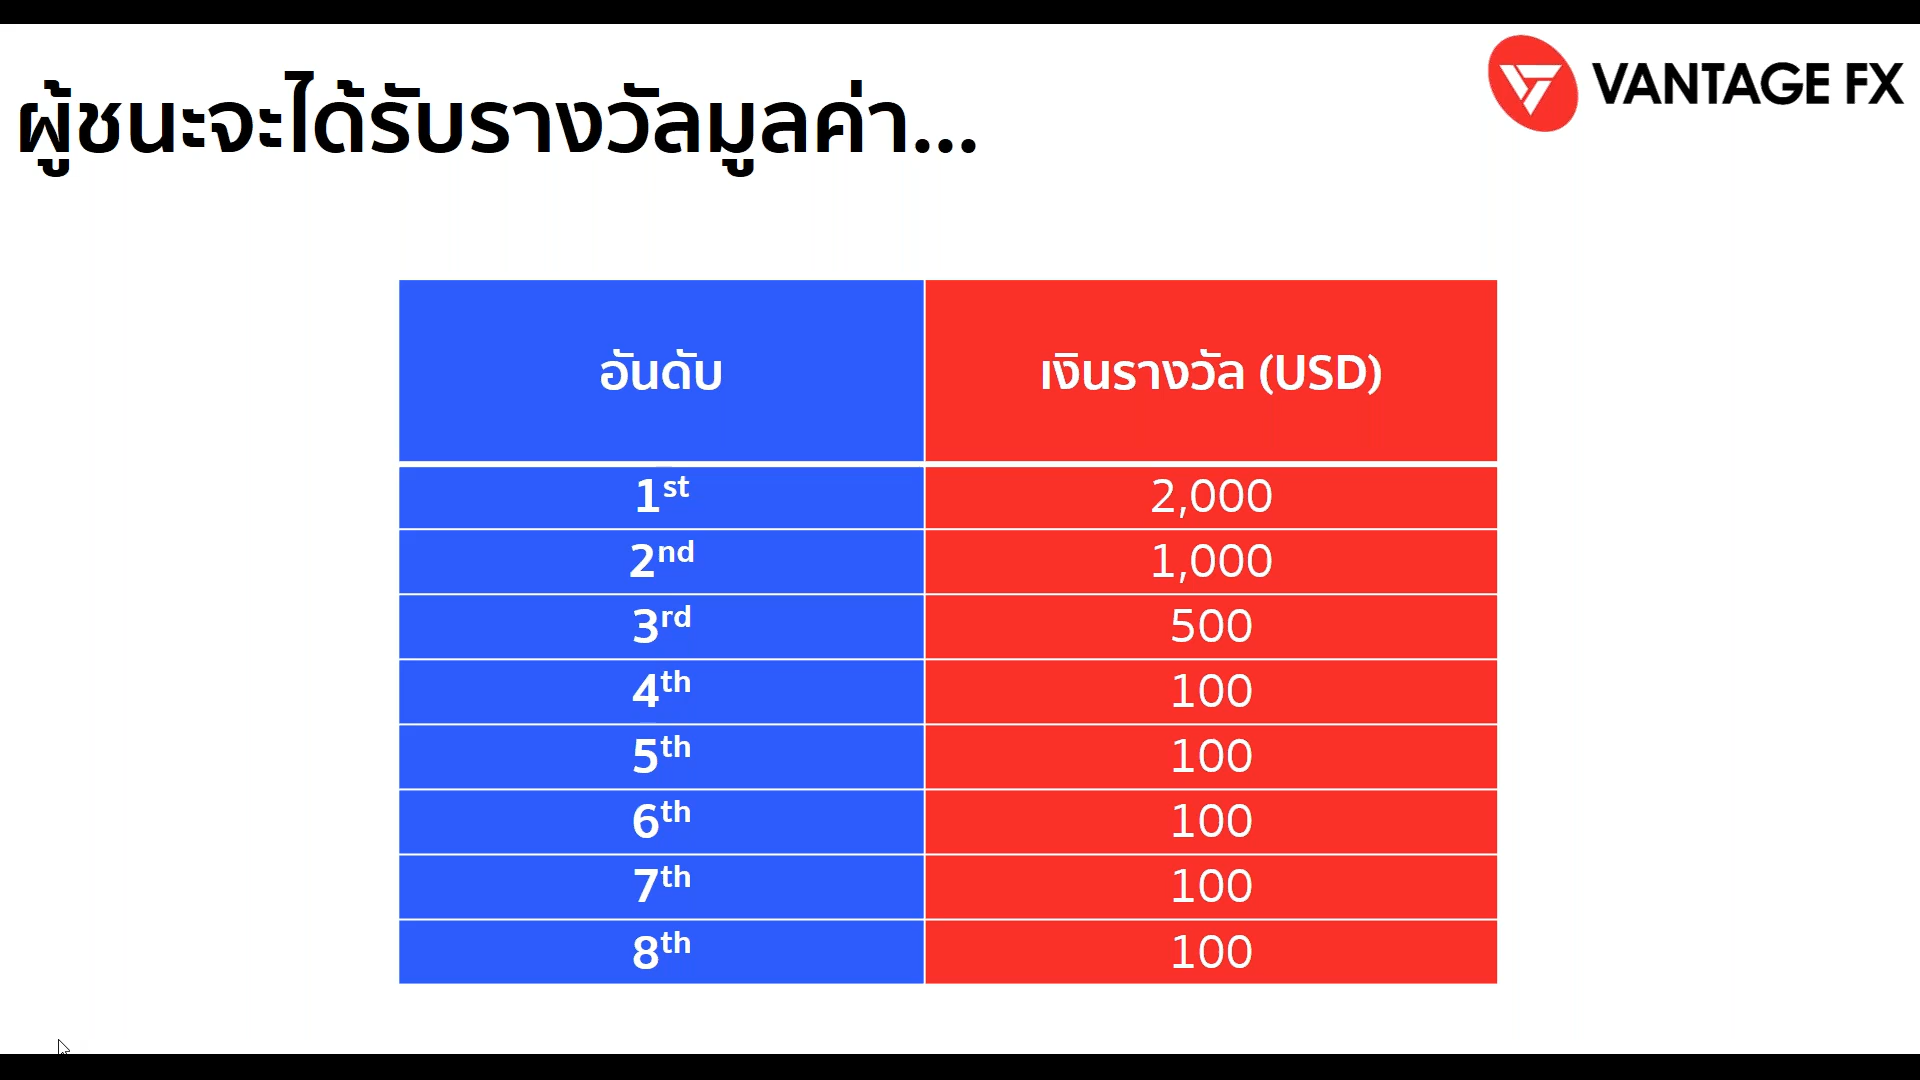 VANTAGE FX
ผู้ชนะจะได้รับรางวัลมูลค่า...
อันดับ เงินรางวัล (USD)
1st 2,000
2nd 1,000
3rd 500
4th 100
5th 100
6th 100
7th 100
8th 100